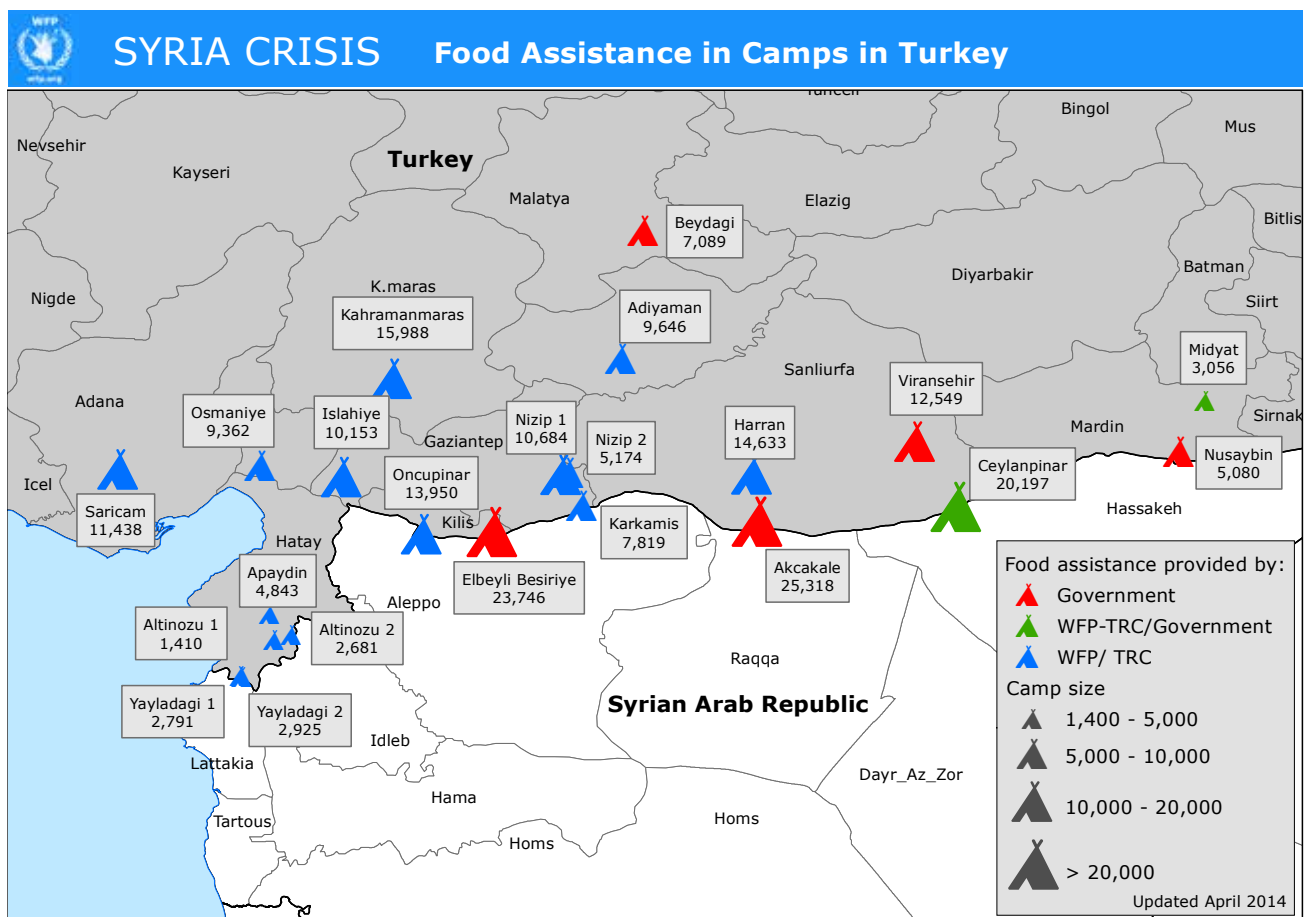 WFP
wfp.org
SYRIA CRISIS
Food Assistance in Camps in Turkey
Tunceli
Bingol
Mus
Nevsehir
Turkey
Kayseri
Malatya
Elazig
Bitlis
Beydagi
7,089
Diyarbakir
Batman
Nigde
K.maras
Siirt
Kahramanmaras
15,988
Adiyaman
9,646
Midyat
3,056
Sanliurfa
Viransehir
12,549
Adana
Osmaniye
9,362
Islahiye
10,153
Nizip 1
10,684
Harran
14,633
Sirnak
Mardin
Gaziantep
Nizip 2
5,174
Nusaybin
5,080
Ceylanpinar
20,197
Oncupinar
13,950
Icel
Saricam
11,438
Kilis
Karkamis
7,819
Hassakeh
Hatay
Apaydin
4,843
Elbeyli Besiriye
23,746
Akcakale
25,318
Aleppo
Altinozu 1
1,410
Altinozu 2
2,681
Raqqa
Syrian Arab Republic
Yayladagi 1
2,791
Yayladagi 2
2,925
Idleb
Lattakia
Dayr_Az_Zor
Hama
Tartous
Homs
Homs
Food assistance provided by:
Government
WFP-TRC/Government
WFP/ TRC
Camp size
1,400 - 5,000
5,000 - 10,000
10,000 - 20,000
> 20,000
Updated April 2014